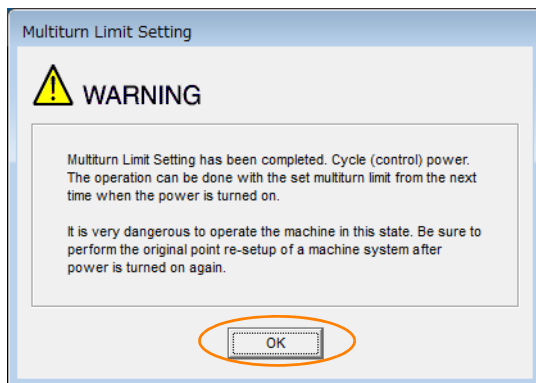 Multiturn Limit Setting
WARNING
Multiturn Limit Setting has been completed. Cycle (control) power.
The operation can be done with the set multiturn limit from the next
time when the power is turned on.
It is very dangerous to operate the machine in this state. Be sure to
perform the original point re-setup of a machine system after
power is turned on again.
OK